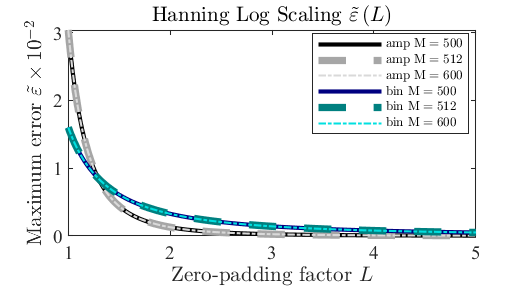 Hanning Log Scaling ε̃(L)
Maximum error ε̃ × 10⁻²
3
2
1
0
amp M = 500
amp M = 512
amp M = 600
bin M = 500
bin M = 512
bin M = 600
1 2 3 4 5
Zero-padding factor L